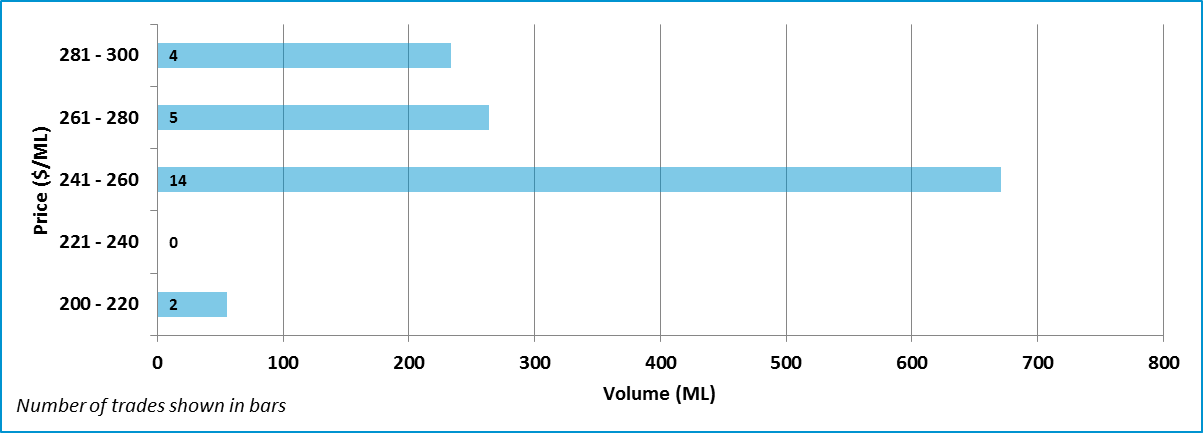 Price ($/ML)
281 - 300
4
261 - 280
5
241 - 260
14
221 - 240
0
200 - 220
2
0 100 200 300 400 500 600 700 800
Volume (ML)
Number of trades shown in bars